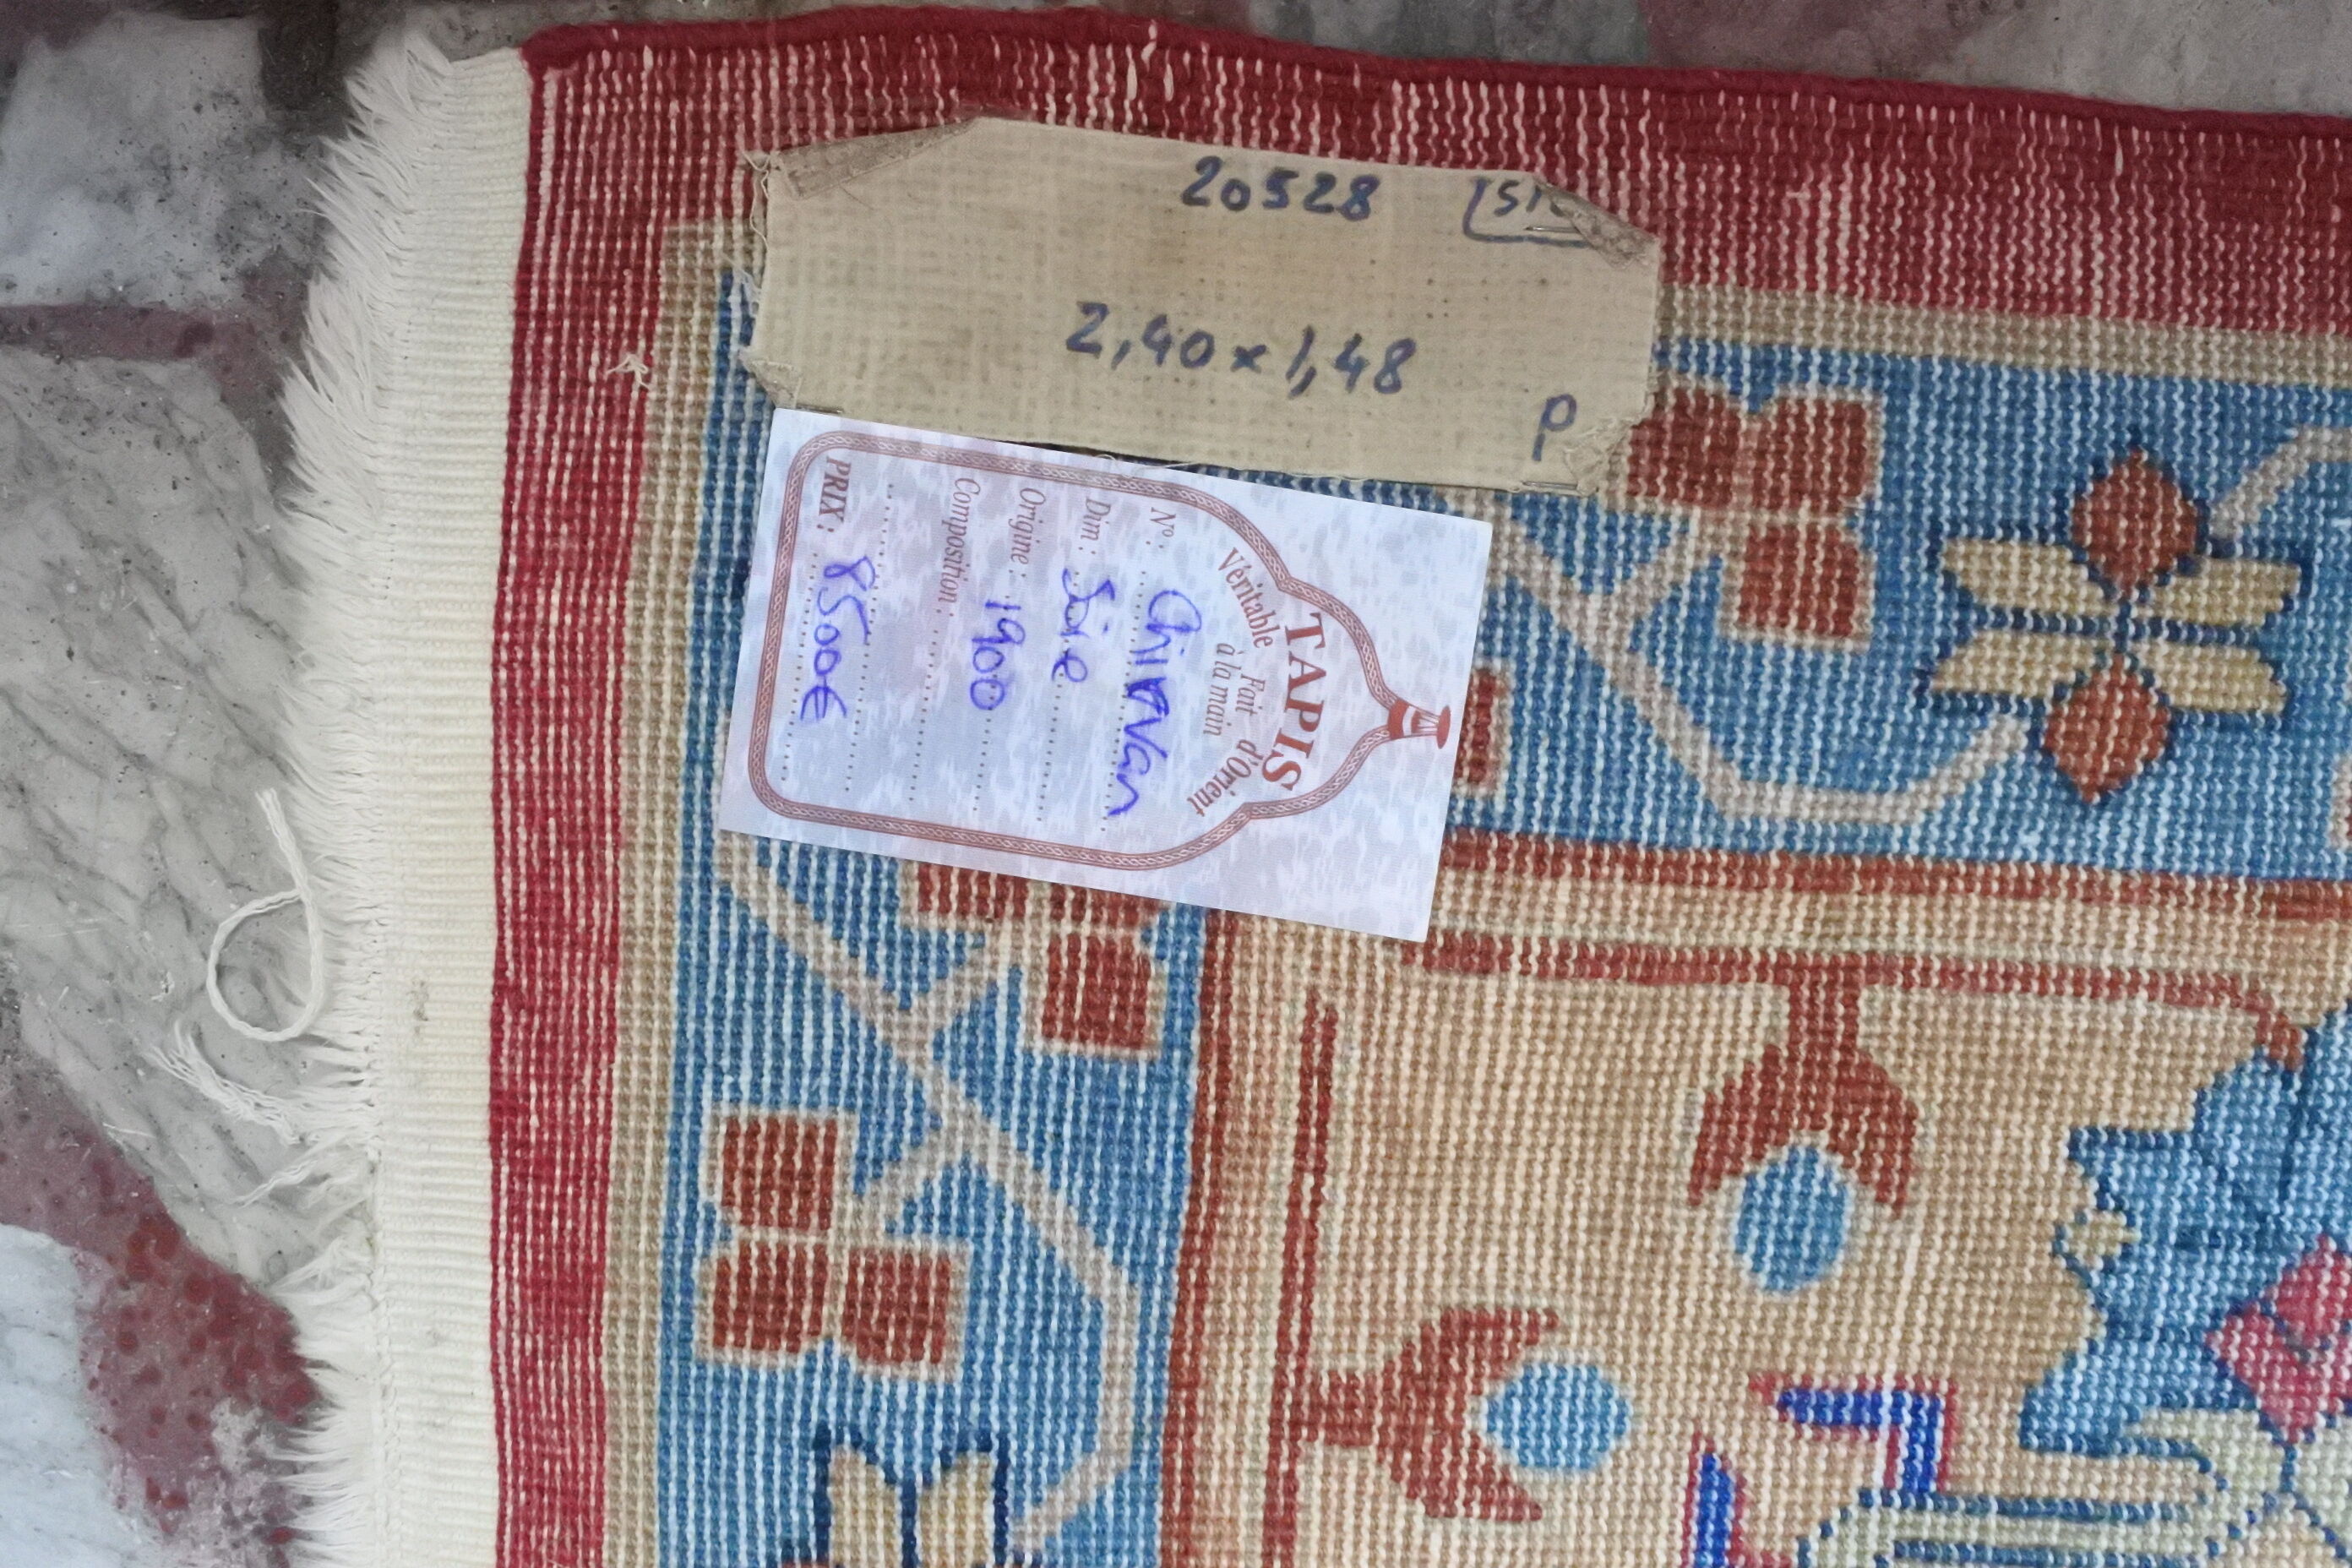 20528
2,40 x 1,48
P
TAPIS
Véritable Fait d'Orient
à la main
N°: Chirvan
Dim: Soie
Origine: 1900
Composition:
PRIX: 8500€